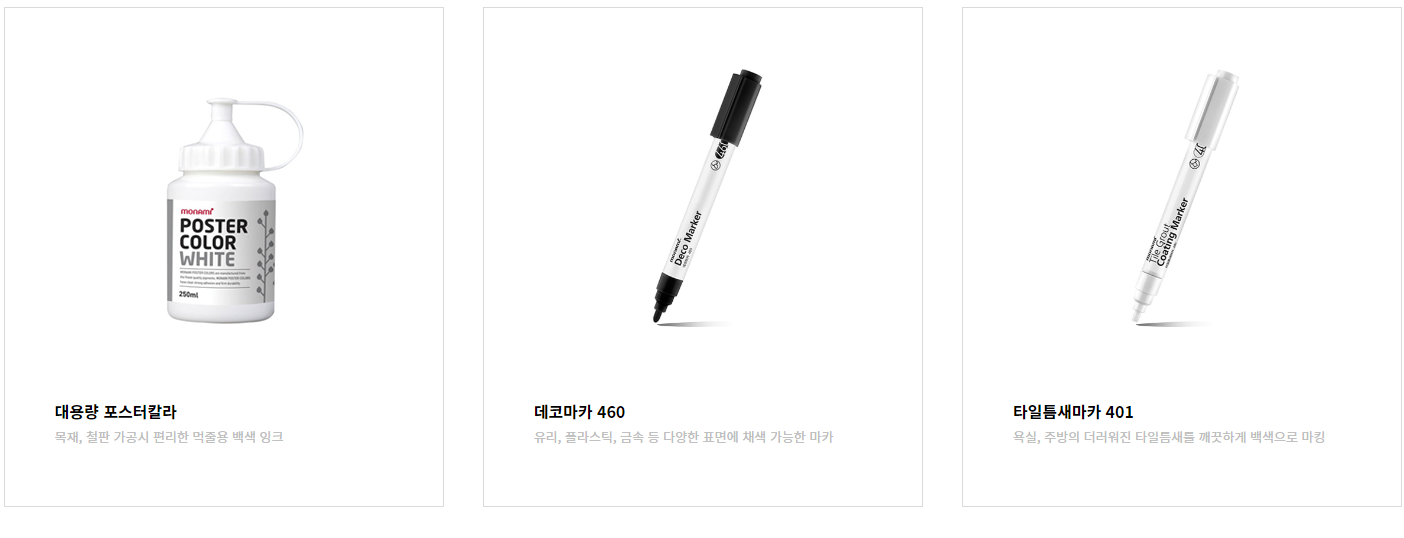 monami
POSTER
COLOR
WHITE
250ml
460
monami
Deco Marker
monami
Tile Grout
Coating Marker
대용량 포스터칼라
목재, 철판 가공시 편리한 먹줄용 백색 잉크
데코마카 460
유리, 플라스틱, 금속 등 다양한 표면에 채색 가능한 마카
타일틈새마카 401
욕실, 주방의 더러워진 타일틈새를 깨끗하게 백색으로 마킹